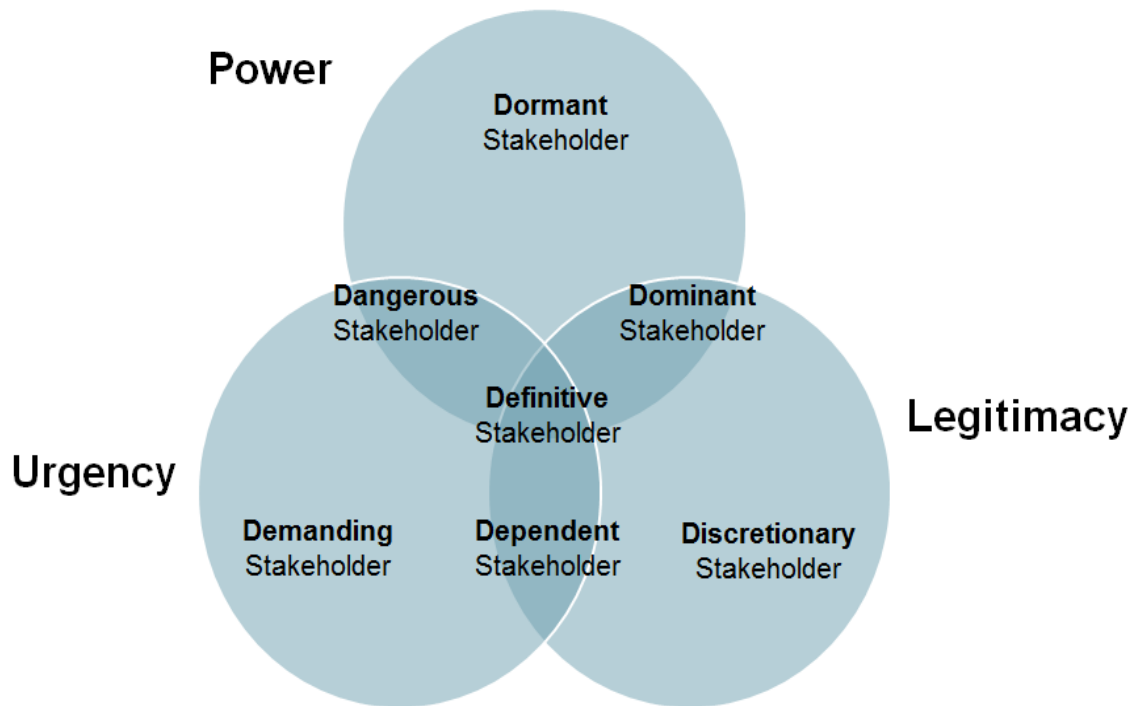 Power
Dormant
Stakeholder
Dangerous
Stakeholder
Dominant
Stakeholder
Definitive
Stakeholder
Legitimacy
Urgency
Demanding
Stakeholder
Dependent
Stakeholder
Discretionary
Stakeholder